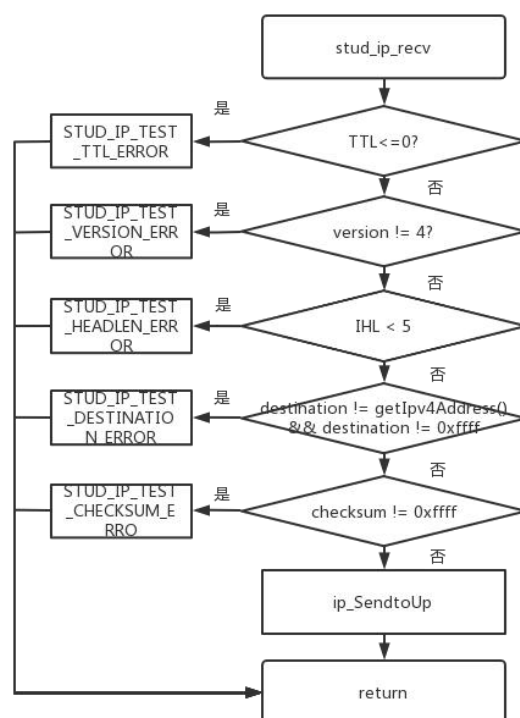 stud_ip_recv
是
STUD_IP_TEST
_TTL_ERROR
TTL<=0?
否
是
STUD_IP_TEST
_VERSION_ERR
OR
version != 4?
否
是
STUD_IP_TEST
_HEADLEN_ERR
OR
IHL < 5
否
是
STUD_IP_TEST
_DESTINATIO
N_ERROR
destination != getIpv4Address()
&& destination != 0xffff
否
是
STUD_IP_TEST
_CHECKSUM_E
RRO
checksum != 0xffff
否
ip_SendtoUp
return